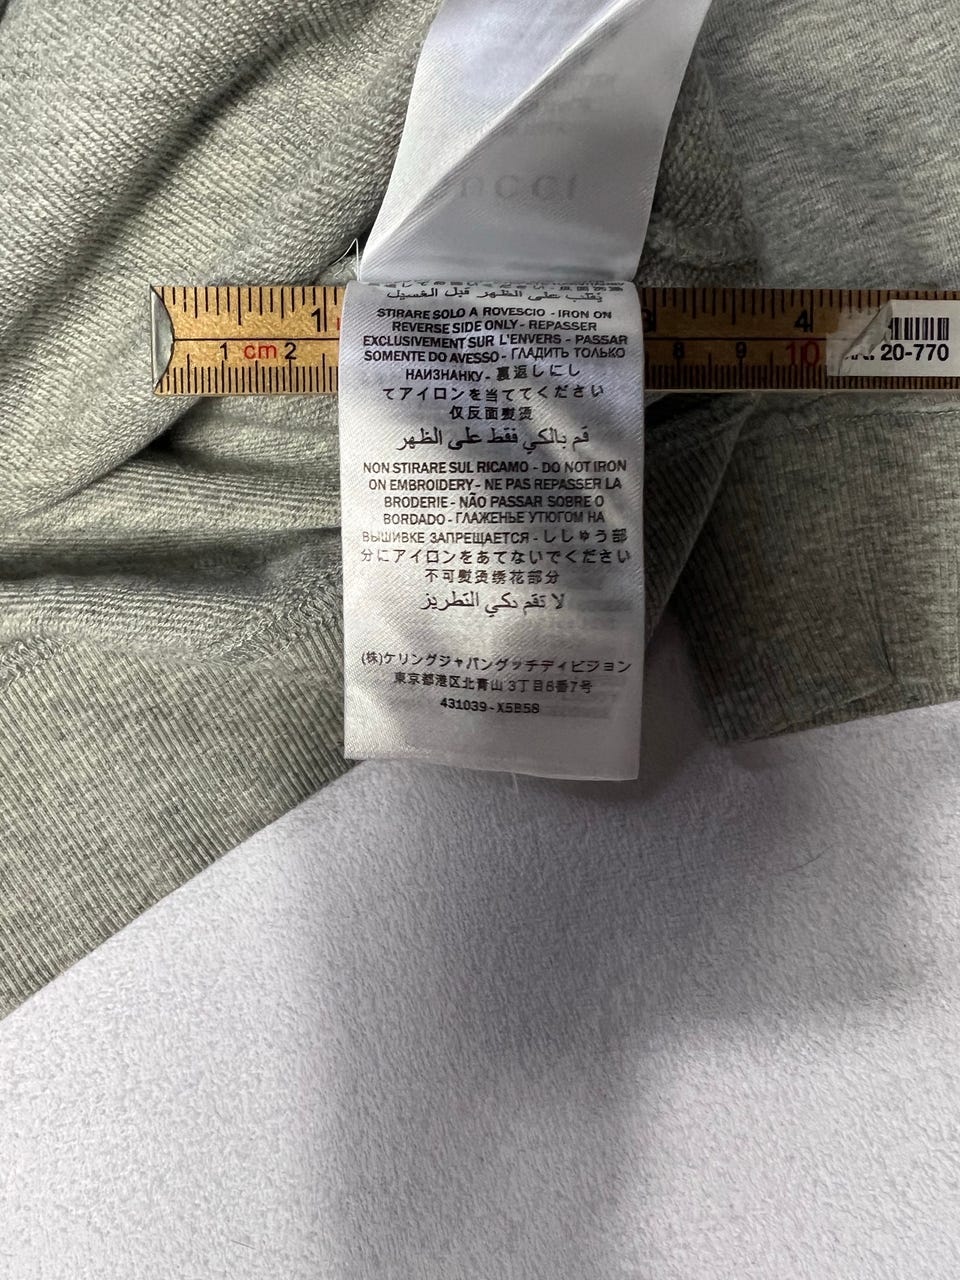 يقلب على الظهر قبل الغسيل
STIRARE SOLO A ROVESCIO - IRON ON
REVERSE SIDE ONLY - REPASSER
EXCLUSIVEMENT SUR L'ENVERS - PASSAR
SOMENTE DO AVESSO - ГЛАДИТЬ ТОЛЬКО
НАИЗНАНКУ - 裏返しにし
てアイロンを当ててください
仅反面熨烫
قم بالكي فقط على الظهر
NON STIRARE SUL RICAMO - DO NOT IRON
ON EMBROIDERY - NE PAS REPASSER LA
BRODERIE - NÃO PASSAR SOBRE O
BORDADO - ГЛАЖЕНЬЕ УТЮГОМ НА
ВЫШИВКЕ ЗАПРЕЩАЕТСЯ - ししゅう部
分にアイロンをあてないでください
不可熨烫绣花部分
لا تقم بكي التطريز
(株)ケリングジャパングッチディビジョン
東京都港区北青山 3丁目6番7号
431039-X5B58
1 4
1 cm 2 8 9 10
20-770